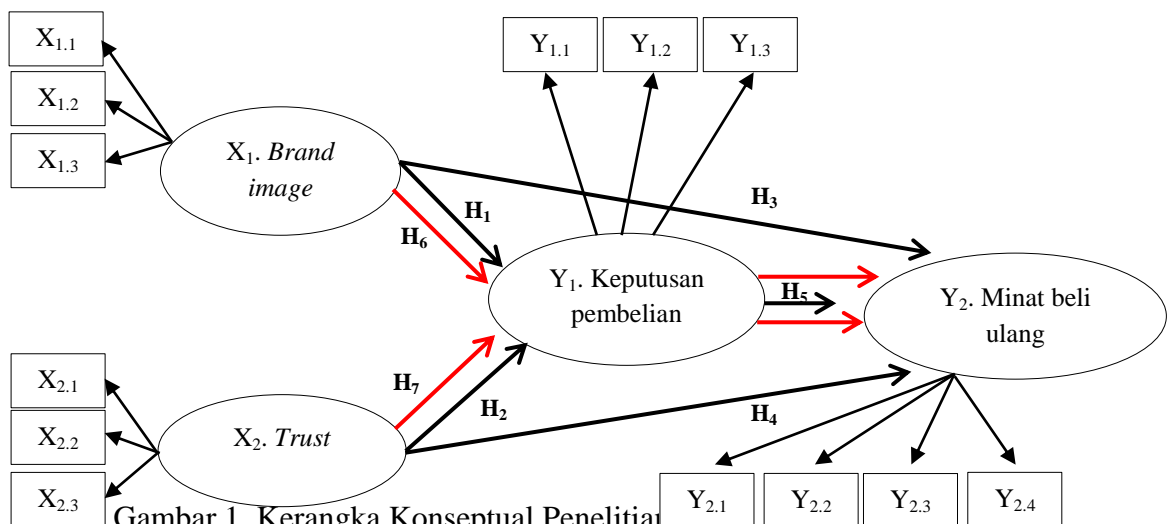 X1.1
X1.2
X1.3
Y1.1
Y1.2
Y1.3
X1. Brand
image
H3
H1
H6
Y1. Keputusan
pembelian
H5
Y2. Minat beli
ulang
X2.1
X2.2
X2.3
H7
H2
X2. Trust
H4
Y2.1
Y2.2
Y2.3
Y2.4
Gambar 1. Kerangka Konseptual Penelitian